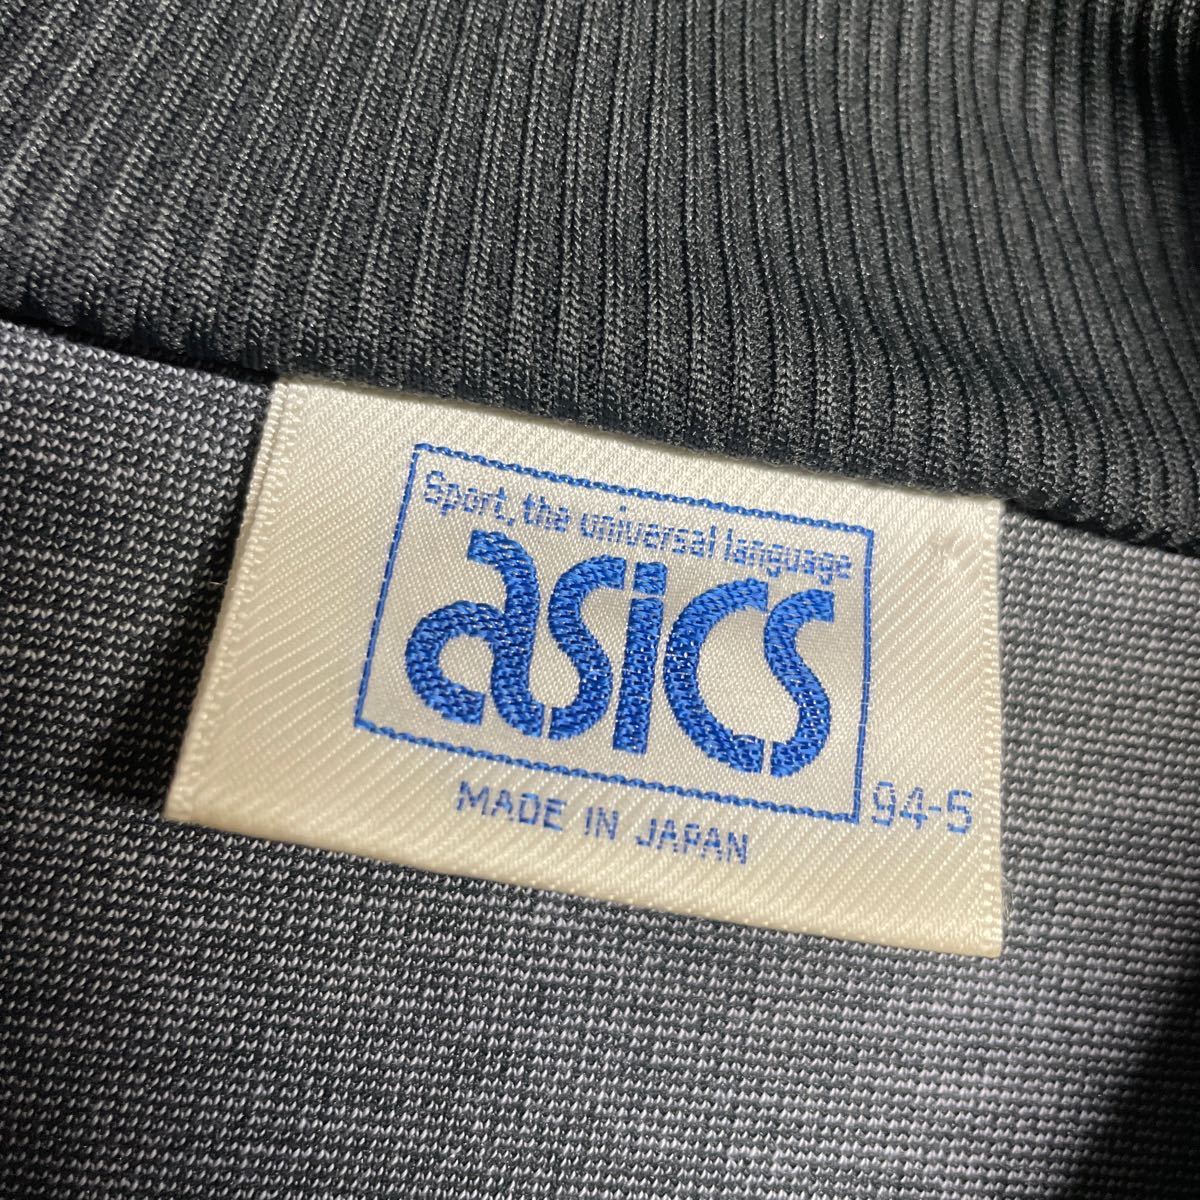 Sport, the universal language
asics
MADE IN JAPAN
94-5